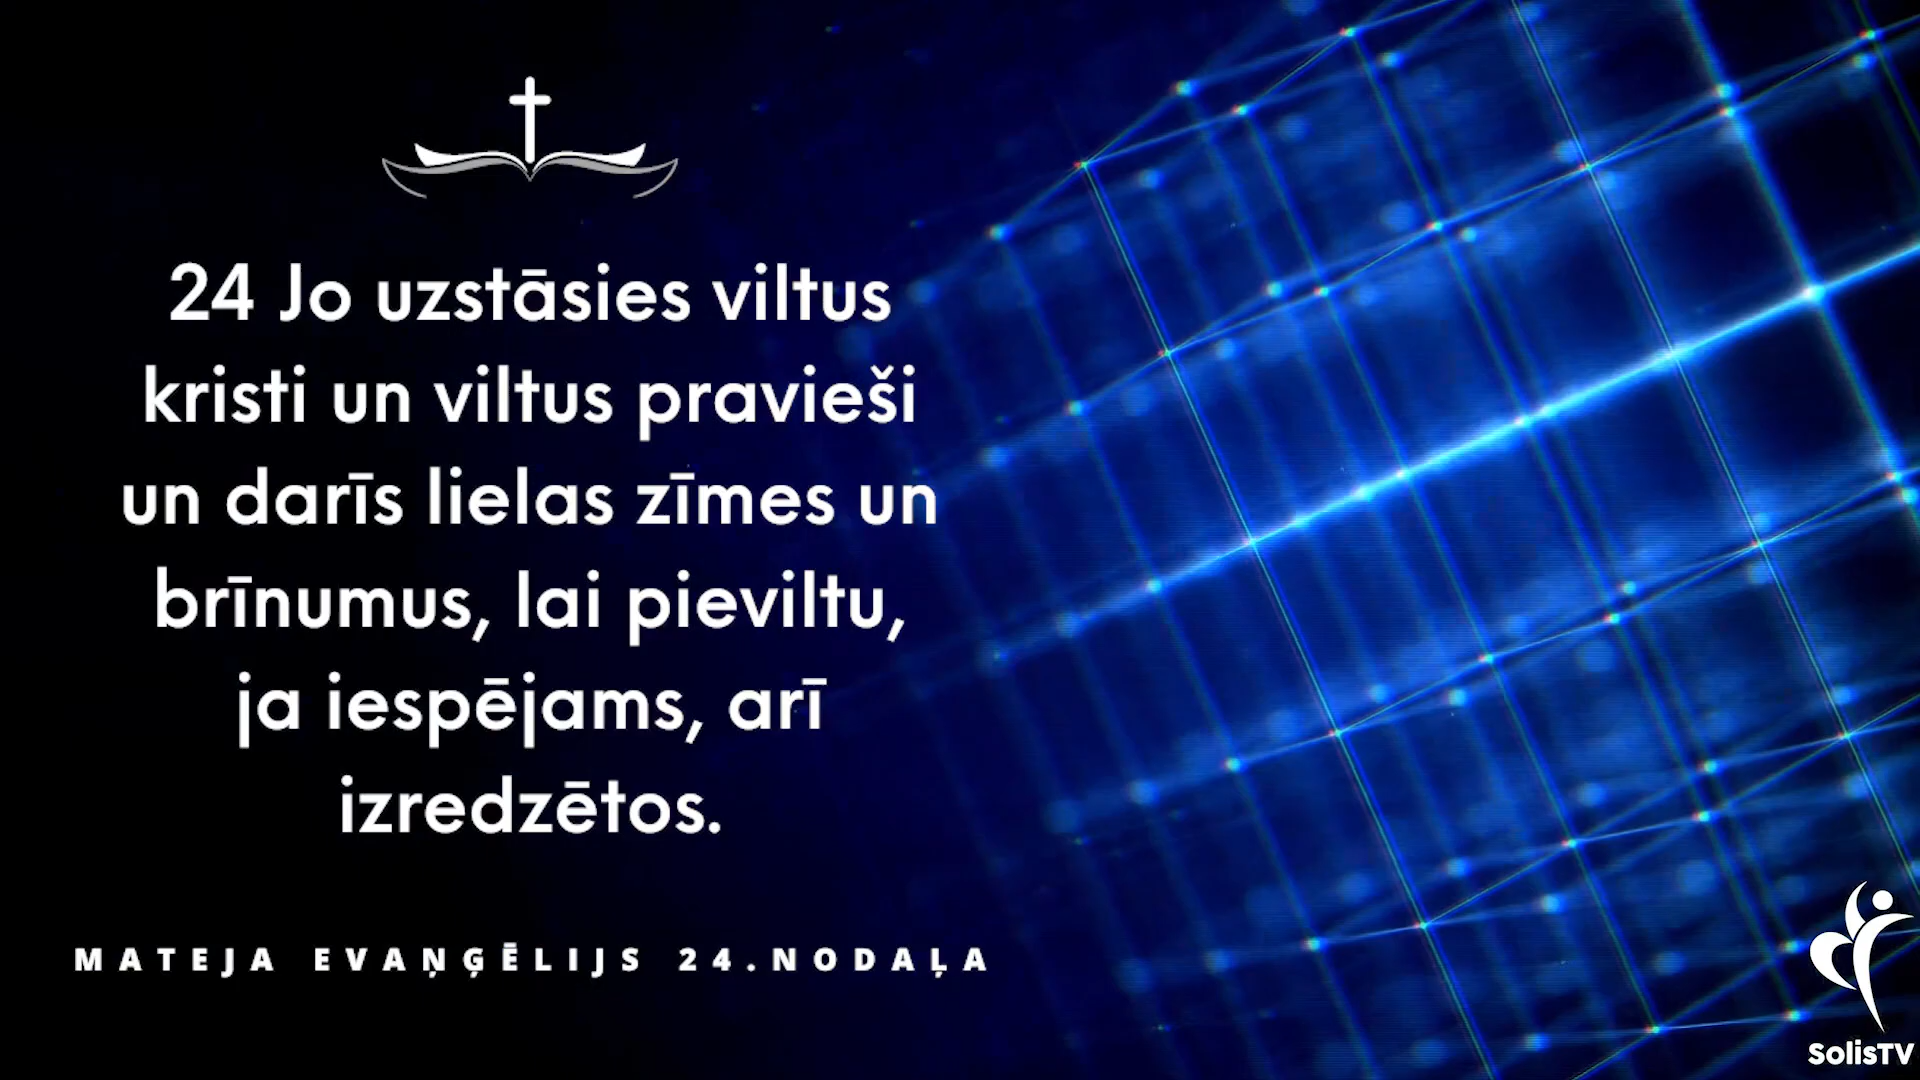 24 Jo uzstāsies viltus
kristi un viltus pravieši
un darīs lielas zīmes un
brīnumus, lai pieviltu,
ja iespējams, arī
izredzētos.
MATEJA EVAŅĢĒLIJS 24.NODAĻA
SolisTV